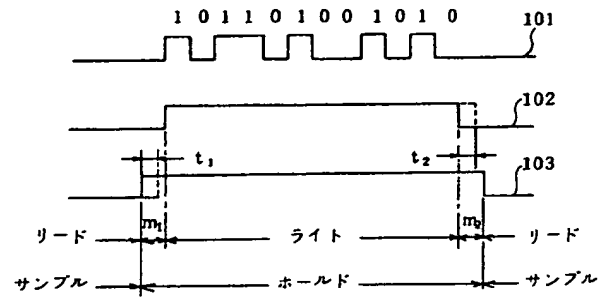 1 0 1 1 0 1 0 0 1 0 1 0
101
102
t₁ t₂
103
m₁ m₂
リード ライト リード
サンプル ホールド サンプル